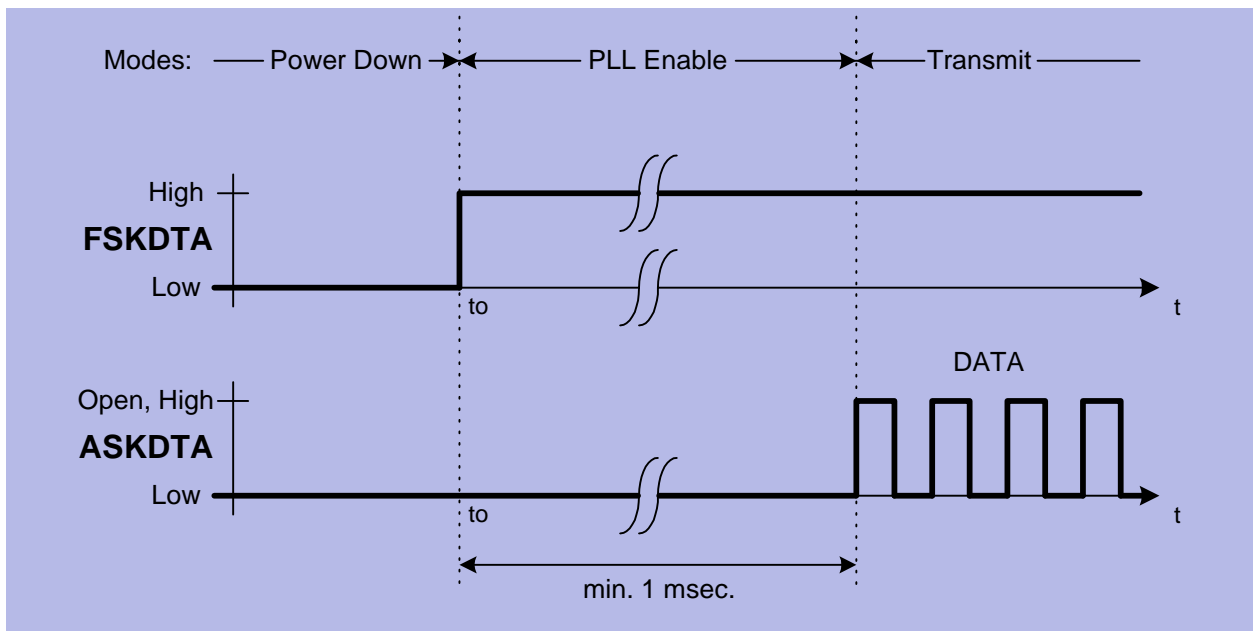 Modes: Power Down PLL Enable Transmit
High
FSKDTA
Low
to
t
DATA
Open, High
ASKDTA
Low
to
t
min. 1 msec.